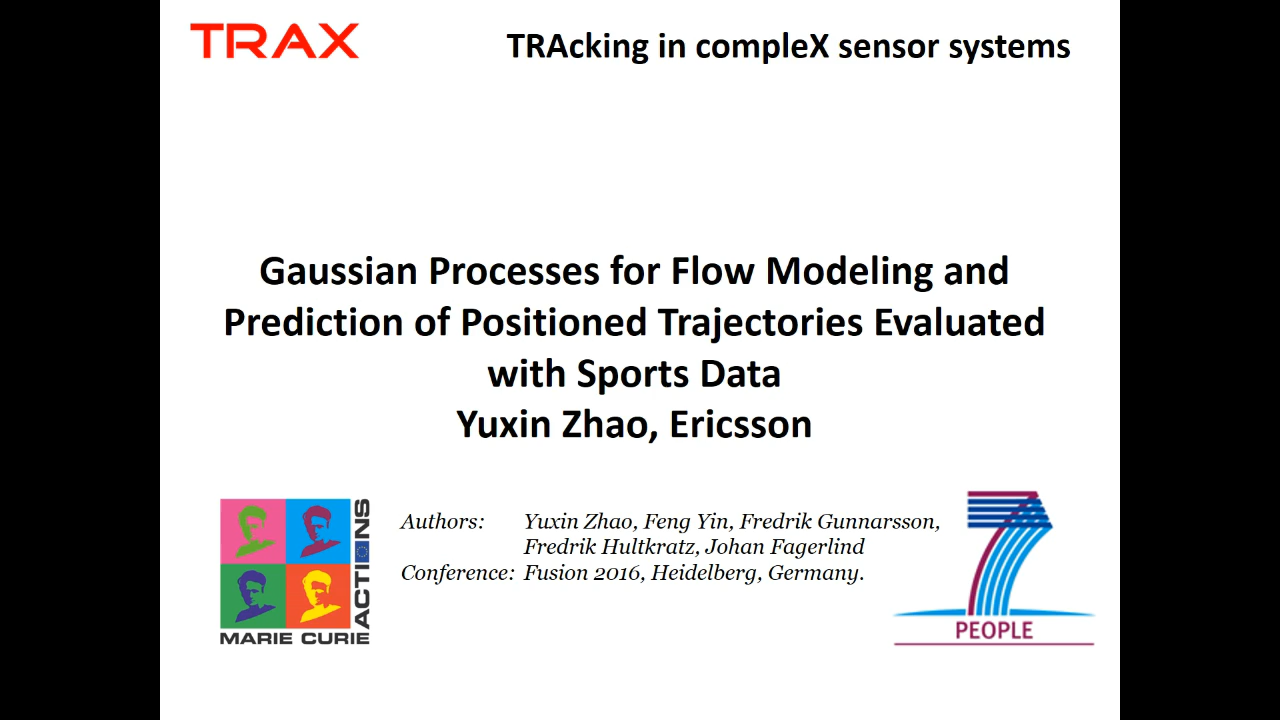 TRAX
TRAcking in compleX sensor systems
Gaussian Processes for Flow Modeling and
Prediction of Positioned Trajectories Evaluated
with Sports Data
Yuxin Zhao, Ericsson
Authors: Yuxin Zhao, Feng Yin, Fredrik Gunnarsson,
Fredrik Hultkratz, Johan Fagerlind
Conference: Fusion 2016, Heidelberg, Germany.
MARIE CURIE
ACTIONS
7
PEOPLE